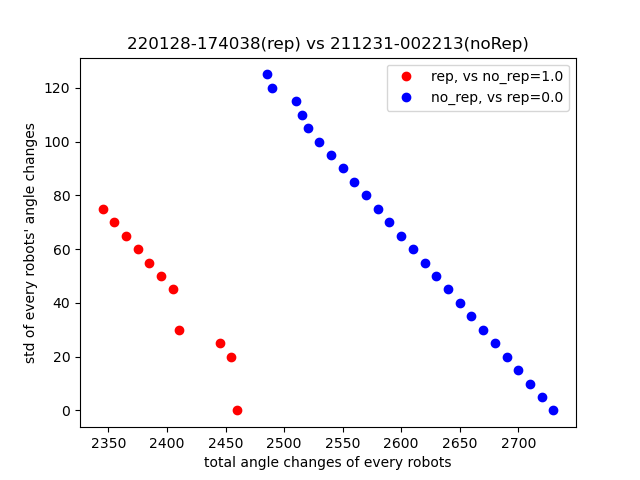 220128-174038(rep) vs 211231-002213(noRep)
rep, vs no_rep=1.0
no_rep, vs rep=0.0
std of every robots' angle changes
120
100
80
60
40
20
0
2350 2400 2450 2500 2550 2600 2650 2700
total angle changes of every robots